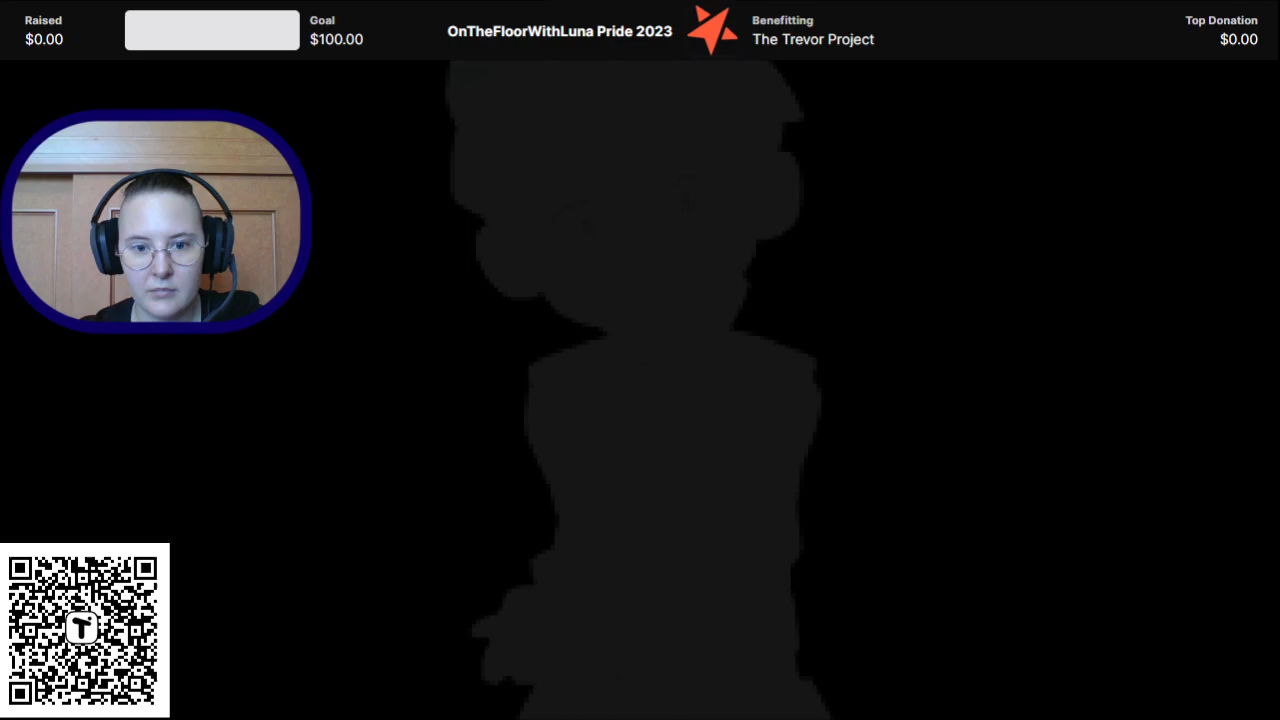 Raised
$0.00
Goal
$100.00
OnTheFloorWithLuna Pride 2023
Benefitting
The Trevor Project
Top Donation
$0.00